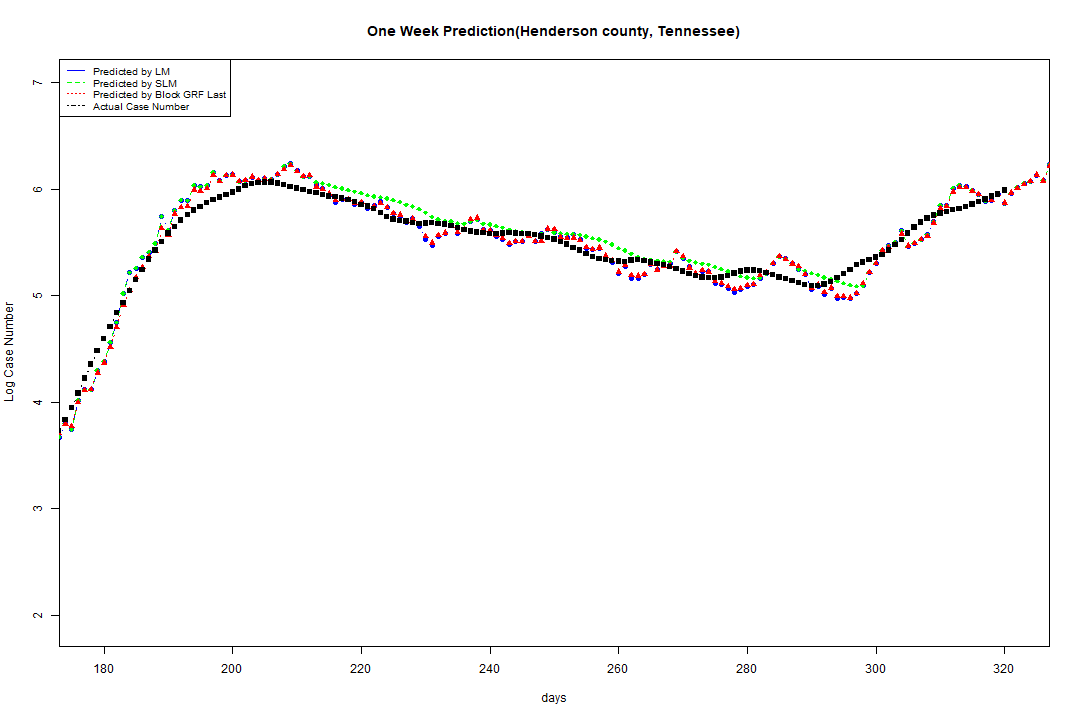 One Week Prediction(Henderson county, Tennessee)
Predicted by LM
Predicted by SLM
Predicted by Block GRF Last
Actual Case Number
7
6
5
4
3
2
Log Case Number
180 200 220 240 260 280 300 320
days